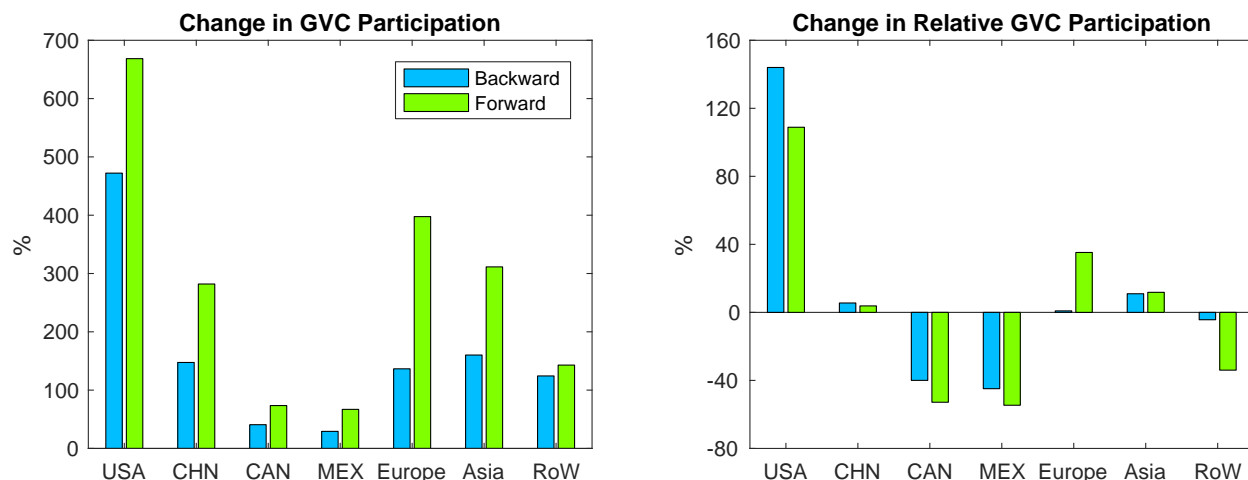 Change in GVC Participation
700
600
500
400
300
200
100
0
%
Backward
Forward
USA CHN CAN MEX Europe Asia RoW
Change in Relative GVC Participation
160
120
80
40
0
-40
-80
%
USA CHN CAN MEX Europe Asia RoW